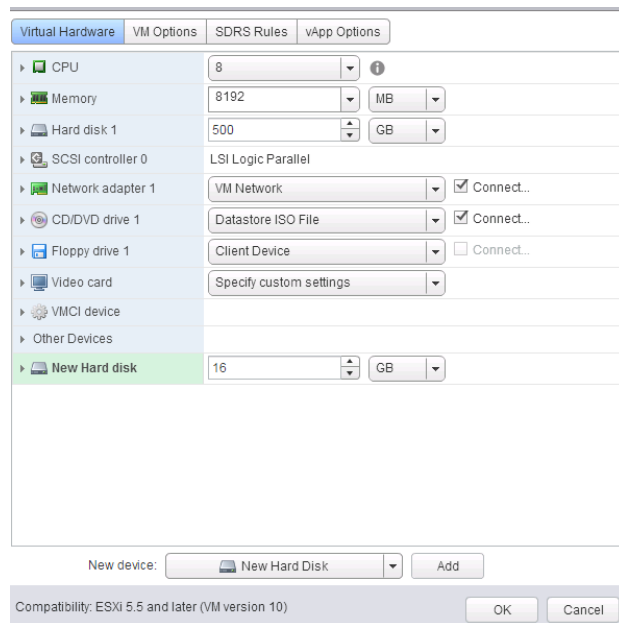 Virtual Hardware VM Options SDRS Rules vApp Options
CPU 8
Memory 8192 MB
Hard disk 1 500 GB
SCSI controller 0 LSI Logic Parallel
Network adapter 1 VM Network Connect...
CD/DVD drive 1 Datastore ISO File Connect...
Floppy drive 1 Client Device Connect...
Video card Specify custom settings
VMCI device
Other Devices
New Hard disk 16 GB
New device: New Hard Disk Add
Compatibility: ESXi 5.5 and later (VM version 10) OK Cancel